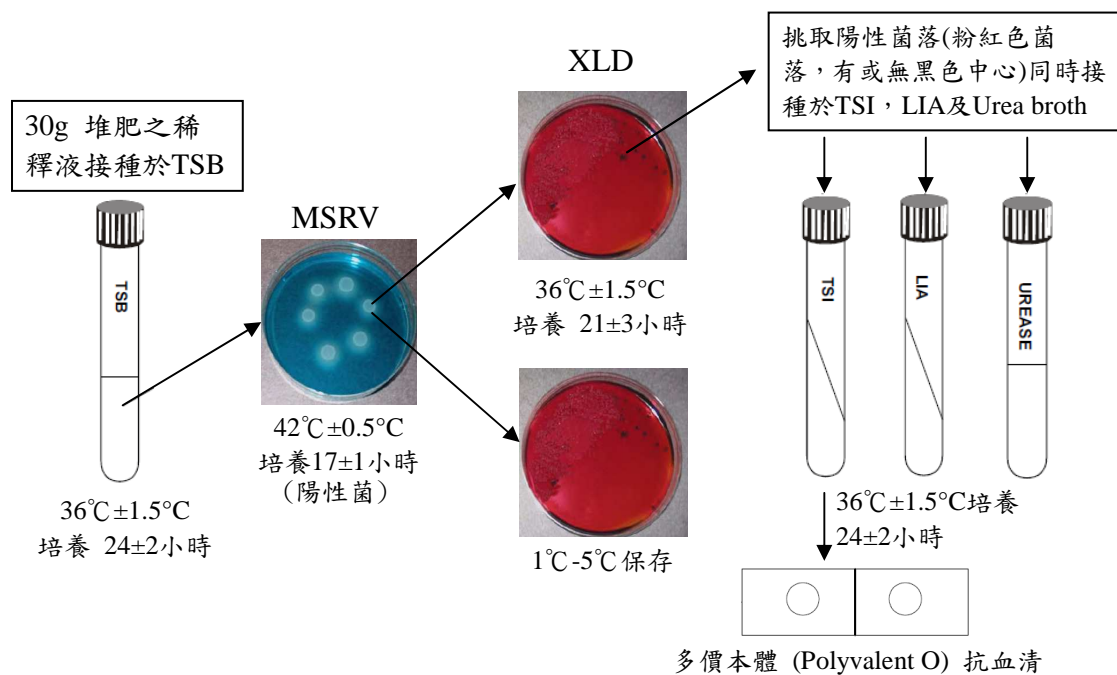 30g 堆肥之稀
釋液接種於TSB
TSB
36℃±1.5°C
培養 24±2小時
MSRV
42℃±0.5°C
培養17±1小時
（陽性菌）
XLD
36℃±1.5°C
培養 21±3小時
1℃-5℃保存
挑取陽性菌落(粉紅色菌
落，有或無黑色中心)同時接
種於TSI，LIA及Urea broth
TSI
LIA
UREASE
36℃±1.5°C培養
24±2小時
多價本體 (Polyvalent O) 抗血清